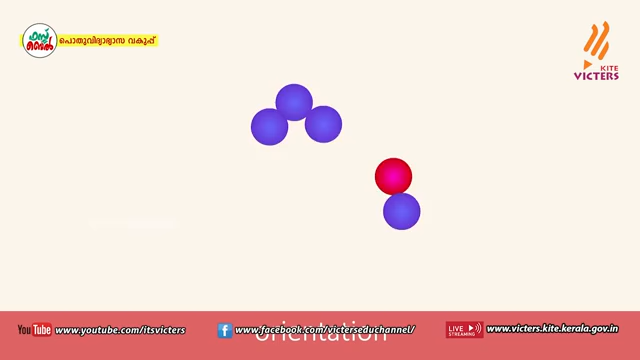 ഫസ്റ്റ് ബെൽ
പൊതുവിദ്യാഭ്യാസ വകുപ്പ്
KITE
VICTERS
orientation
YouTube www.youtube.com/itsvicters
f www.facebook.com/victerseduchannel/
LIVE STREAMING www.victers.kite.kerala.gov.in